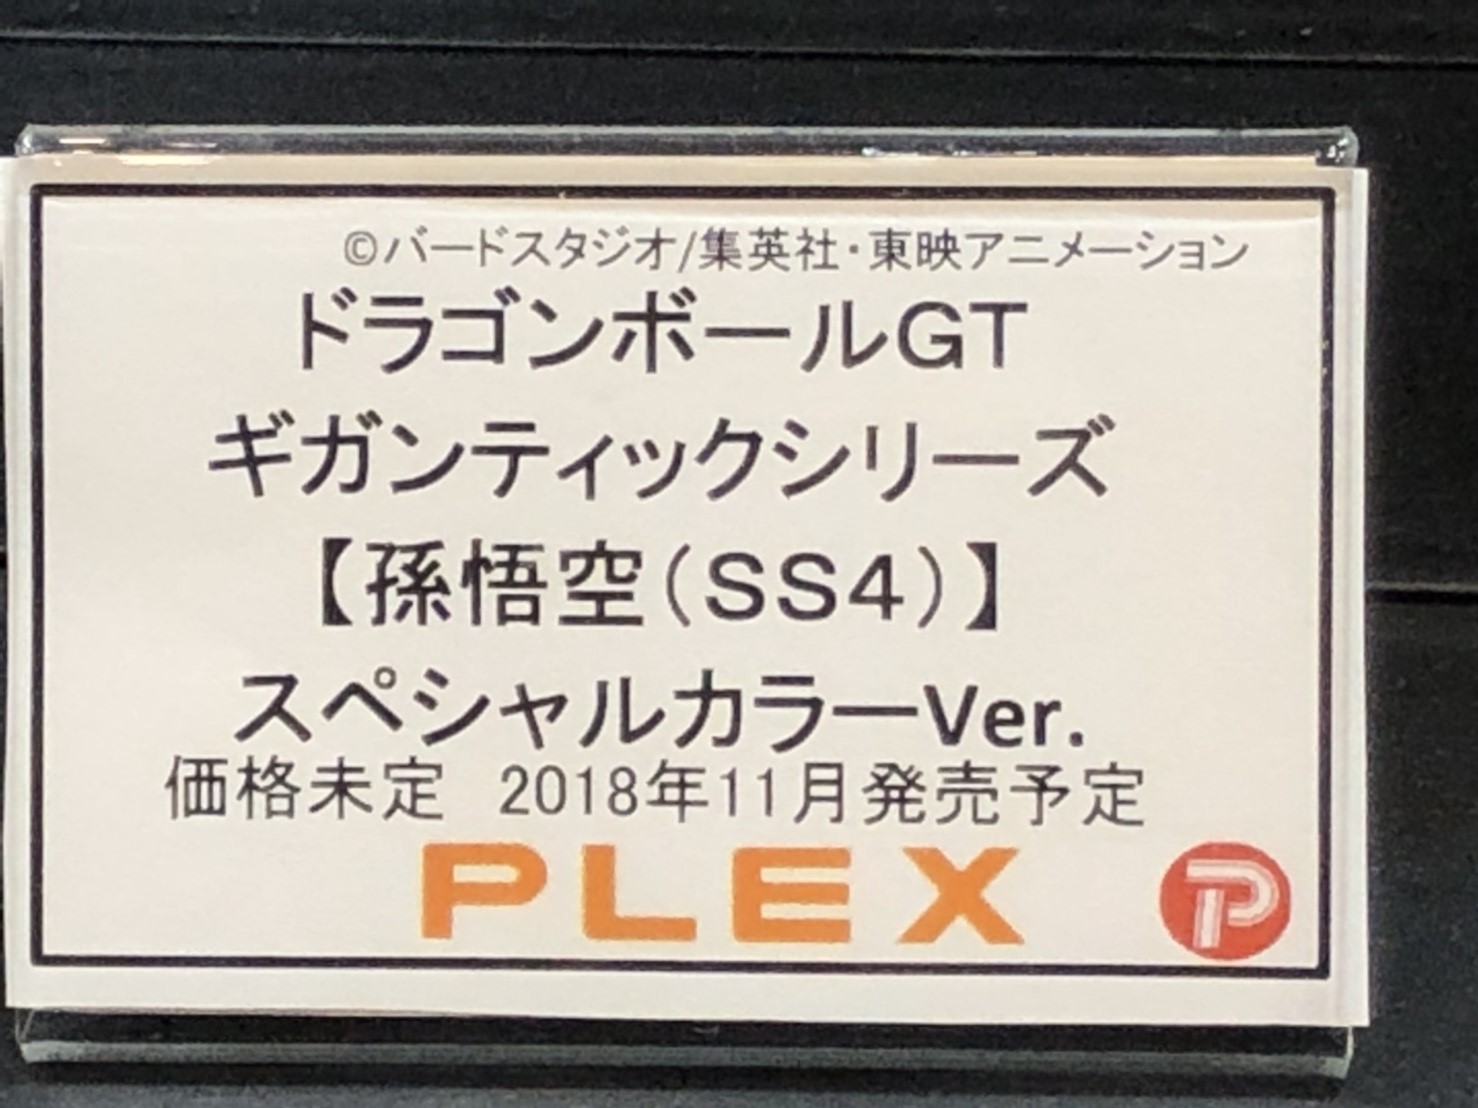 ©バードスタジオ/集英社・東映アニメーション
ドラゴンボールGT
ギガンティックシリーズ
【孫悟空(SS4)】
スペシャルカラーVer.
価格未定　2018年11月発売予定
PLEX P